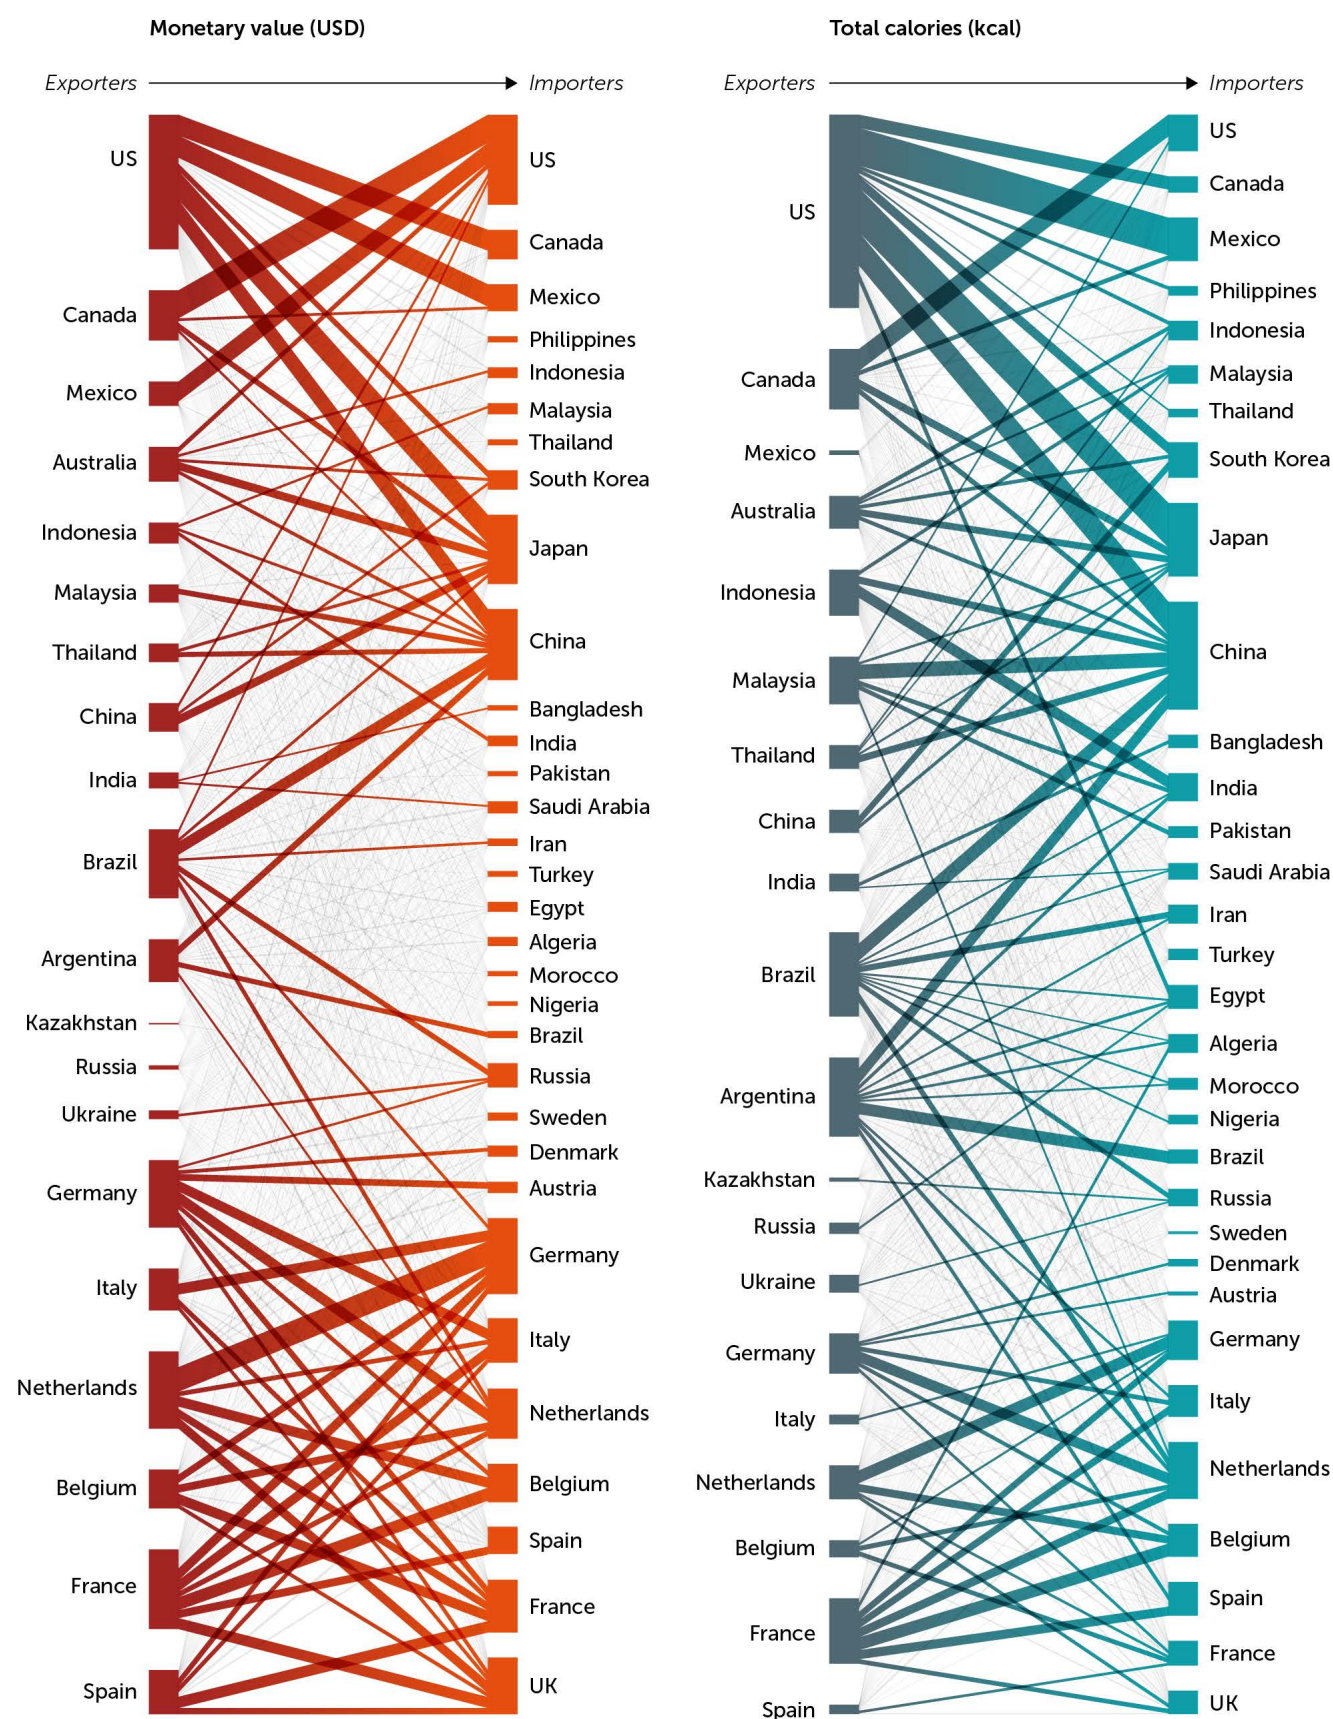 Monetary value (USD)
Exporters
Importers
US
Canada
Mexico
Australia
Indonesia
Malaysia
Thailand
China
India
Brazil
Argentina
Kazakhstan
Russia
Ukraine
Germany
Italy
Netherlands
Belgium
France
Spain
US
Canada
Mexico
Philippines
Indonesia
Malaysia
Thailand
South Korea
Japan
China
Bangladesh
India
Pakistan
Saudi Arabia
Iran
Turkey
Egypt
Algeria
Morocco
Nigeria
Brazil
Russia
Sweden
Denmark
Austria
Germany
Italy
Netherlands
Belgium
Spain
France
UK
Total calories (kcal)
Exporters
Importers
US
Canada
Mexico
Australia
Indonesia
Malaysia
Thailand
China
India
Brazil
Argentina
Kazakhstan
Russia
Ukraine
Germany
Italy
Netherlands
Belgium
France
Spain
US
Canada
Mexico
Philippines
Indonesia
Malaysia
Thailand
South Korea
Japan
China
Bangladesh
India
Pakistan
Saudi Arabia
Iran
Turkey
Egypt
Algeria
Morocco
Nigeria
Brazil
Russia
Sweden
Denmark
Austria
Germany
Italy
Netherlands
Belgium
Spain
France
UK